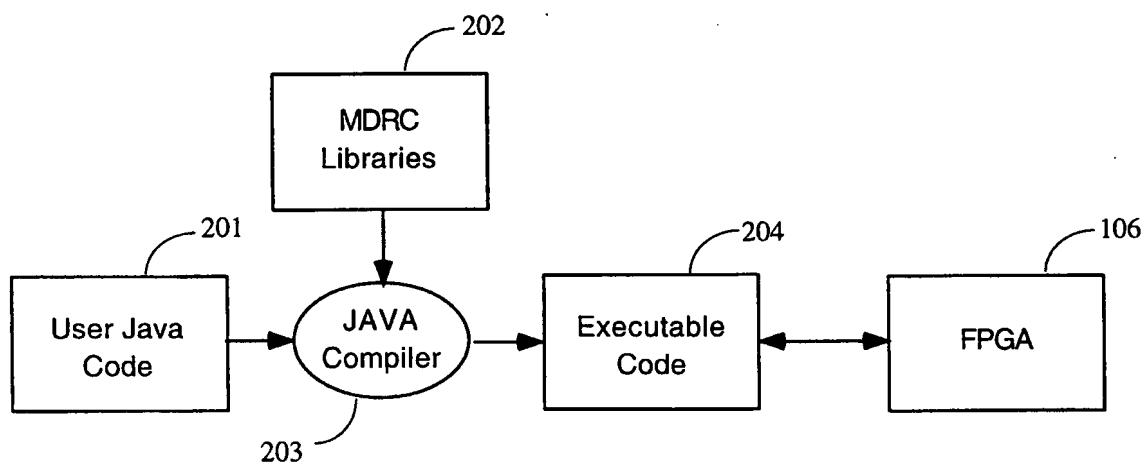 202
MDRC
Libraries
201
204
106
User Java
Code
JAVA
Compiler
Executable
Code
FPGA
203